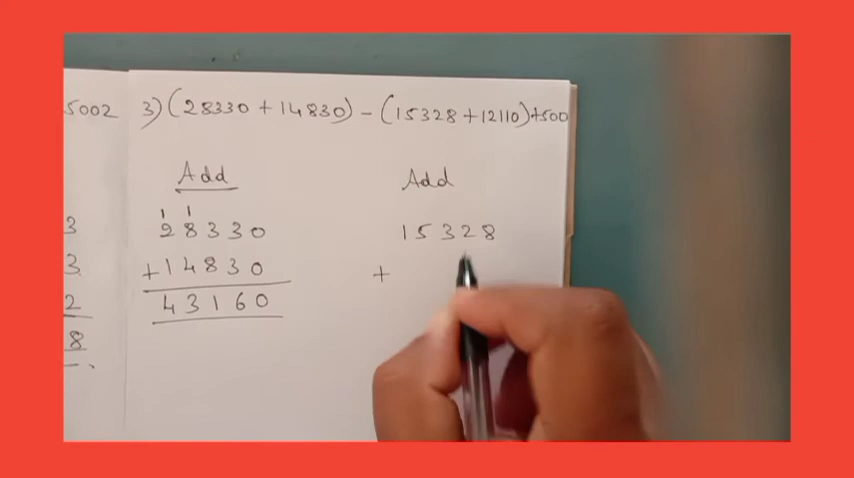 5002 3) (28330 + 14830) - (15328 + 12110) + 500
Add
Add
1 1
3 28330 15328
3 +14830 +
2 43160
8